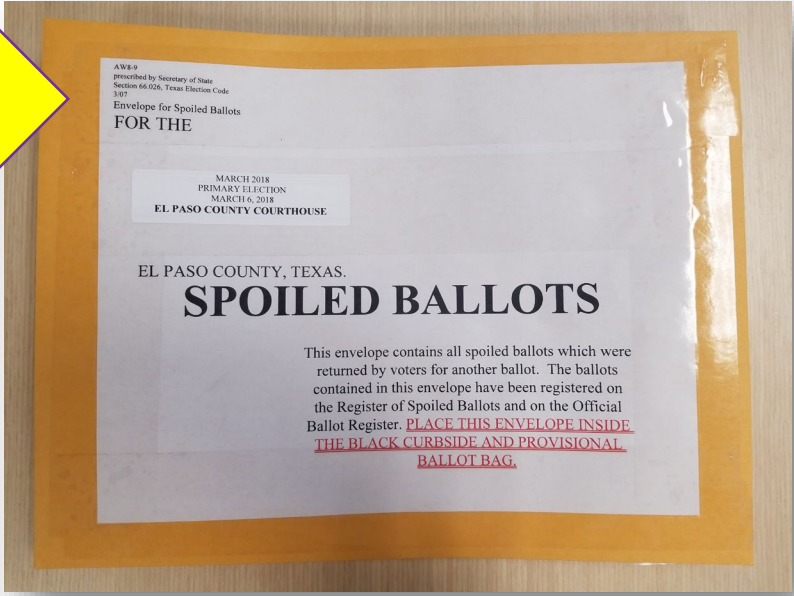 AW8-9
prescribed by Secretary of State
Section 66.026, Texas Election Code
3/07
Envelope for Spoiled Ballots
FOR THE
MARCH 2018
PRIMARY ELECTION
MARCH 6, 2018
EL PASO COUNTY COURTHOUSE
EL PASO COUNTY, TEXAS.
SPOILED BALLOTS
This envelope contains all spoiled ballots which were
returned by voters for another ballot. The ballots
contained in this envelope have been registered on
the Register of Spoiled Ballots and on the Official
Ballot Register. PLACE THIS ENVELOPE INSIDE
THE BLACK CURBSIDE AND PROVISIONAL
BALLOT BAG.